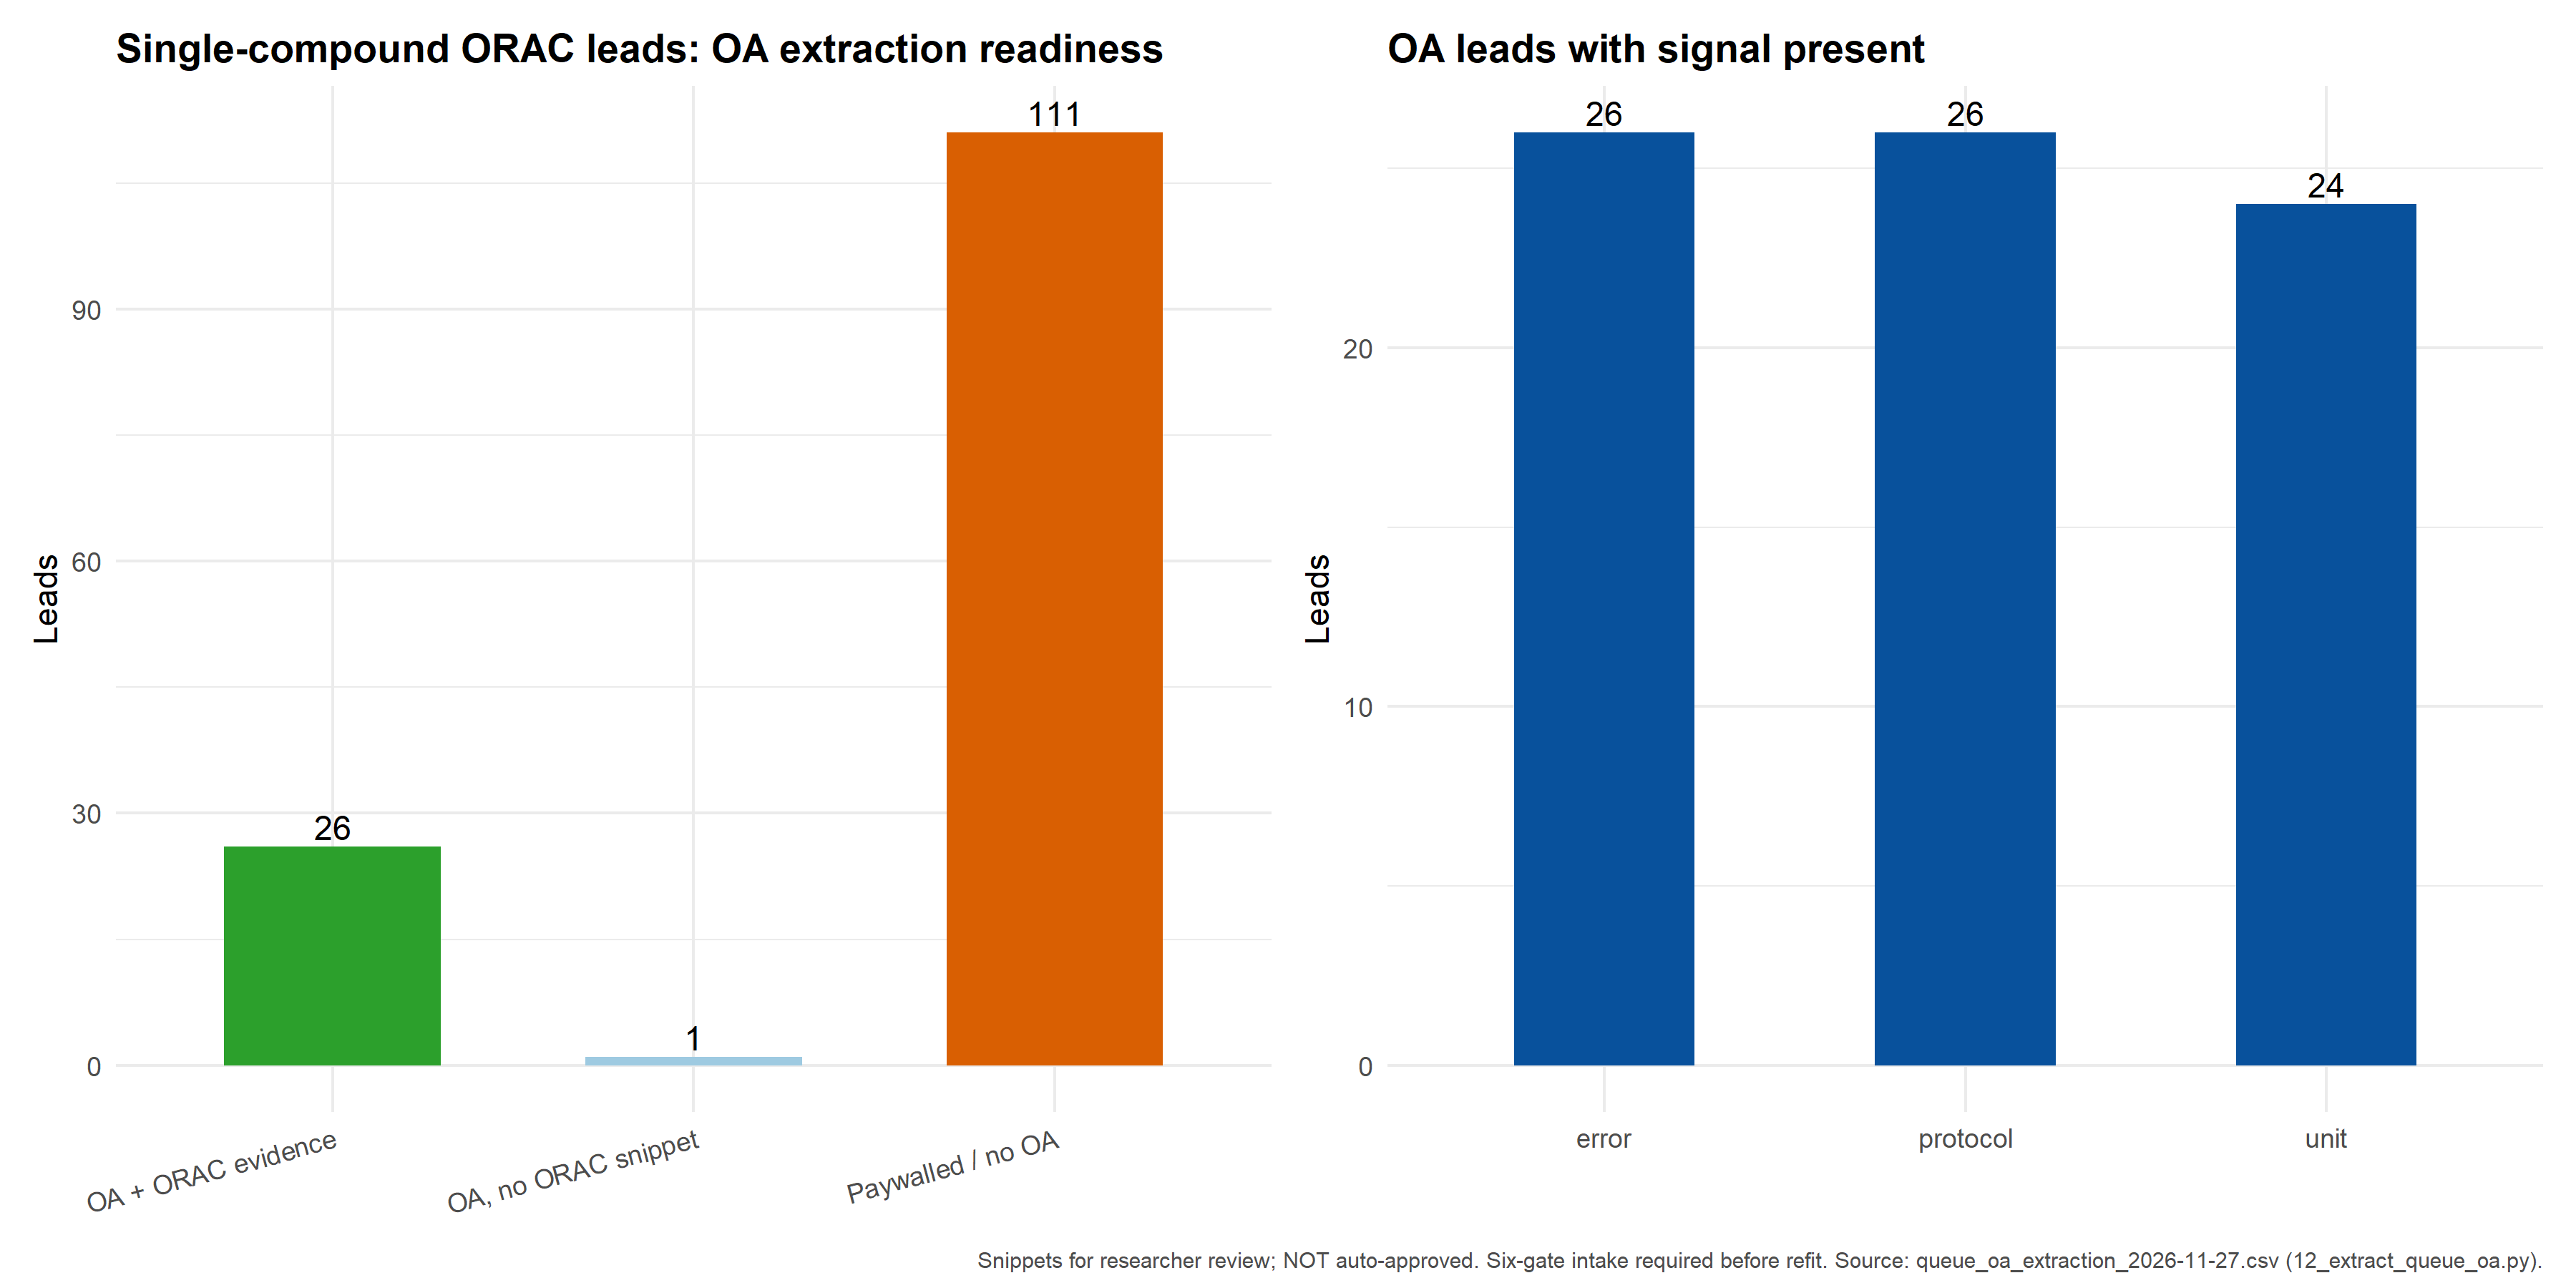 Single-compound ORAC leads: OA extraction readiness
Leads
90
60
30
0
26
1
111
OA + ORAC evidence
OA, no ORAC snippet
Paywalled / no OA
OA leads with signal present
Leads
20
10
0
26
26
24
error
protocol
unit
Snippets for researcher review; NOT auto-approved. Six-gate intake required before refit. Source: queue_oa_extraction_2026-11-27.csv (12_extract_queue_oa.py).